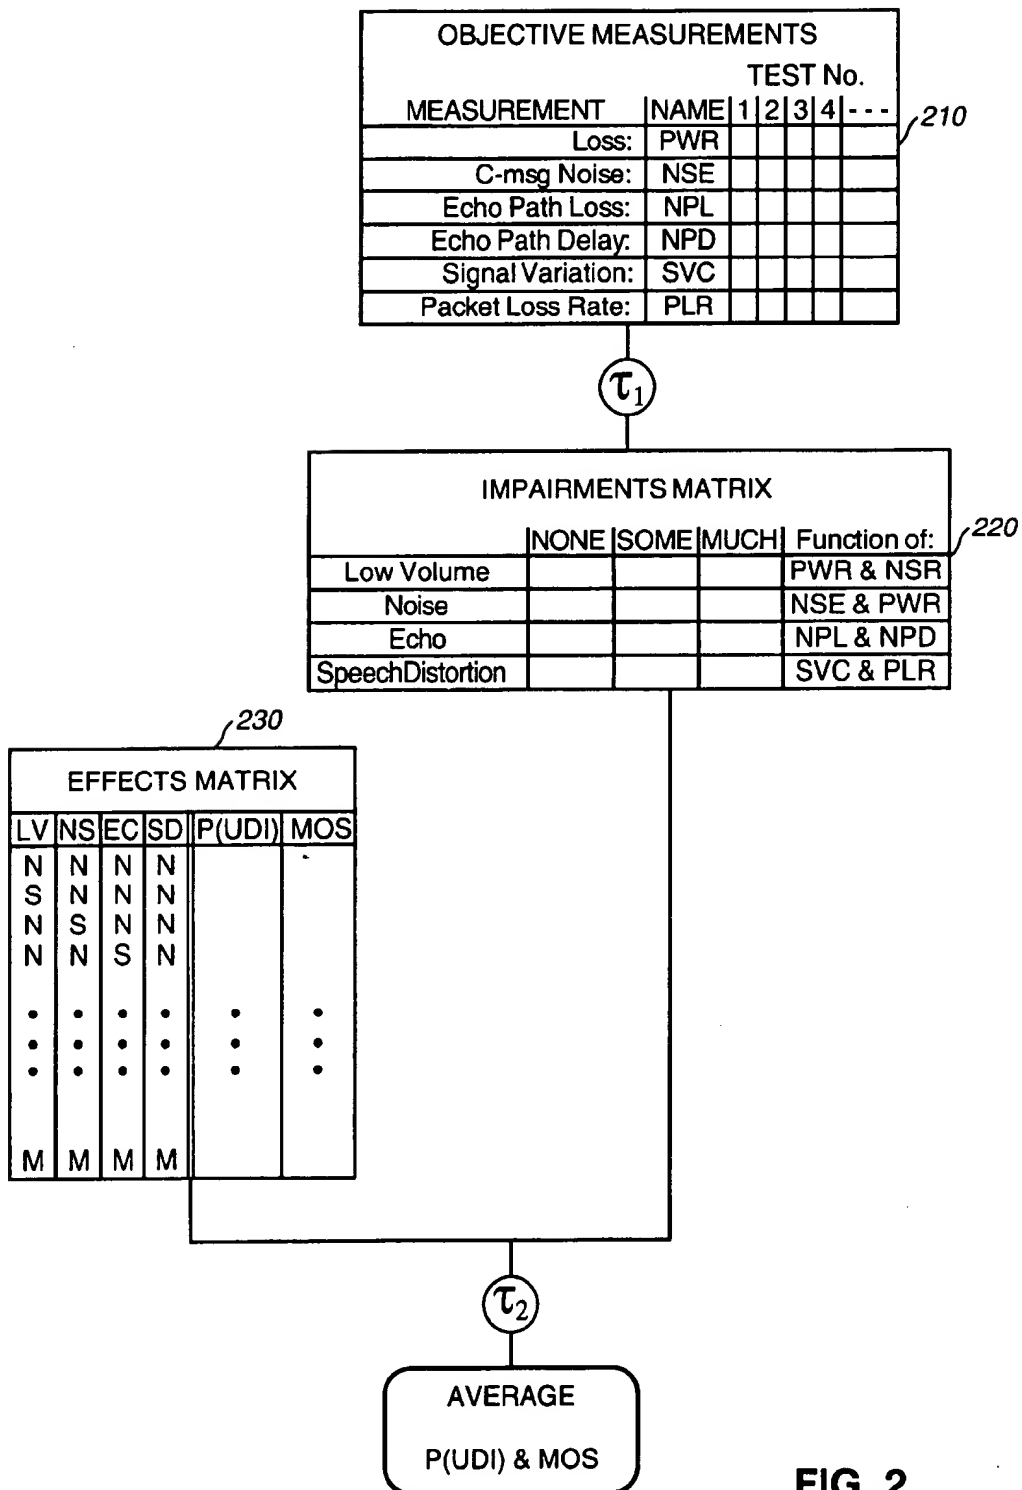 OBJECTIVE MEASUREMENTS
TEST No.
MEASUREMENT NAME 1 2 3 4 ---
210
Loss: PWR
C-msg Noise: NSE
Echo Path Loss: NPL
Echo Path Delay: NPD
Signal Variation: SVC
Packet Loss Rate: PLR
τ1
IMPAIRMENTS MATRIX
220
NONE SOME MUCH Function of:
Low Volume PWR & NSR
Noise NSE & PWR
Echo NPL & NPD
SpeechDistortion SVC & PLR
230
EFFECTS MATRIX
LV NS EC SD P(UDI) MOS
N N N N
S N N N
N S N N
N N S N
M M M M
τ2
AVERAGE
P(UDI) & MOS
FIG. 2